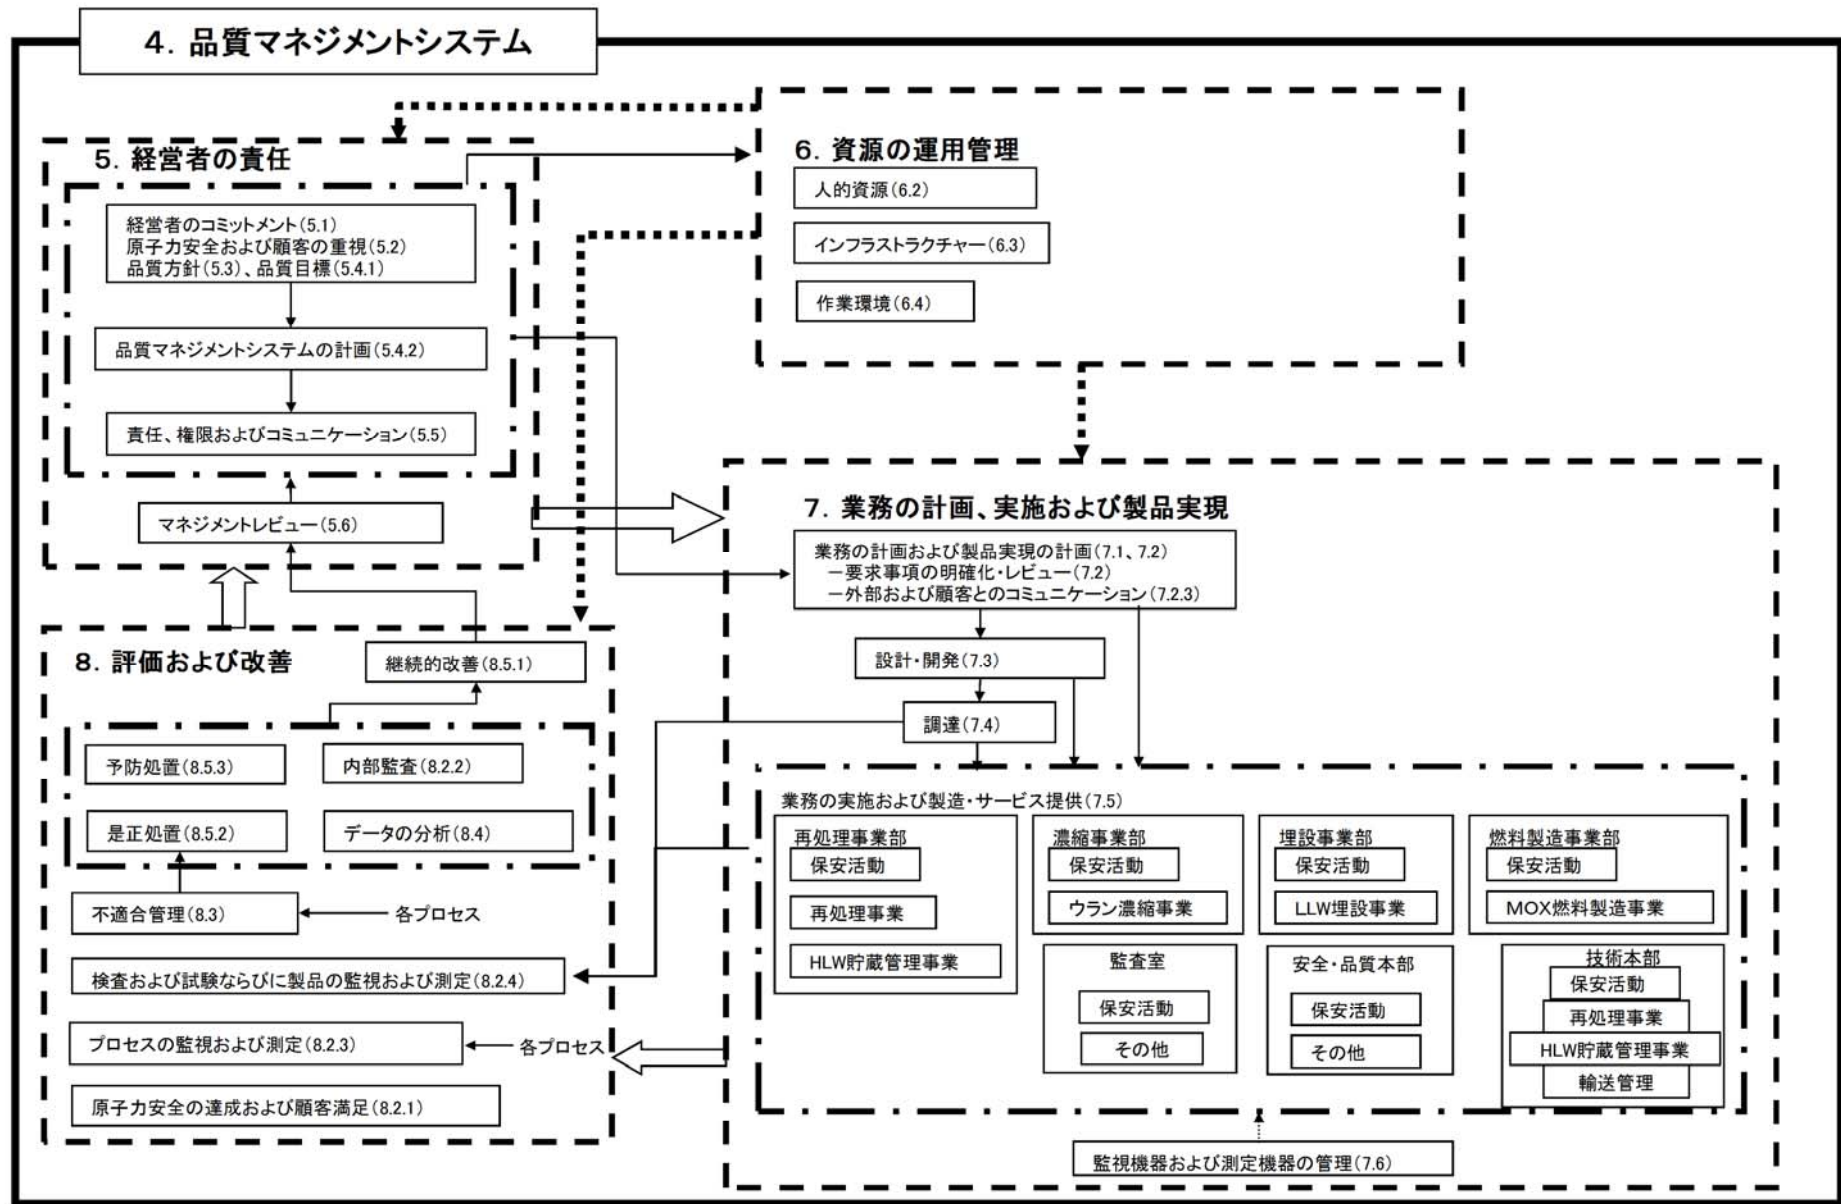 4. 品質マネジメントシステム
5. 経営者の責任
経営者のコミットメント(5.1)
原子力安全および顧客の重視(5.2)
品質方針(5.3)、品質目標(5.4.1)
品質マネジメントシステムの計画(5.4.2)
責任、権限およびコミュニケーション(5.5)
マネジメントレビュー(5.6)
6. 資源の運用管理
人的資源(6.2)
インフラストラクチャー(6.3)
作業環境(6.4)
7. 業務の計画、実施および製品実現
業務の計画および製品実現の計画(7.1、7.2)
－要求事項の明確化・レビュー(7.2)
－外部および顧客とのコミュニケーション(7.2.3)
設計・開発(7.3)
調達(7.4)
業務の実施および製造・サービス提供(7.5)
再処理事業部
保安活動
再処理事業
HLW貯蔵管理事業
濃縮事業部
保安活動
ウラン濃縮事業
埋設事業部
保安活動
LLW埋設事業
燃料製造事業部
保安活動
MOX燃料製造事業
監査室
保安活動
その他
安全・品質本部
保安活動
その他
技術本部
保安活動
再処理事業
HLW貯蔵管理事業
輸送管理
監視機器および測定機器の管理(7.6)
8. 評価および改善
継続的改善(8.5.1)
予防処置(8.5.3)
内部監査(8.2.2)
是正処置(8.5.2)
データの分析(8.4)
不適合管理(8.3)
各プロセス
検査および試験ならびに製品の監視および測定(8.2.4)
プロセスの監視および測定(8.2.3)
各プロセス
原子力安全の達成および顧客満足(8.2.1)